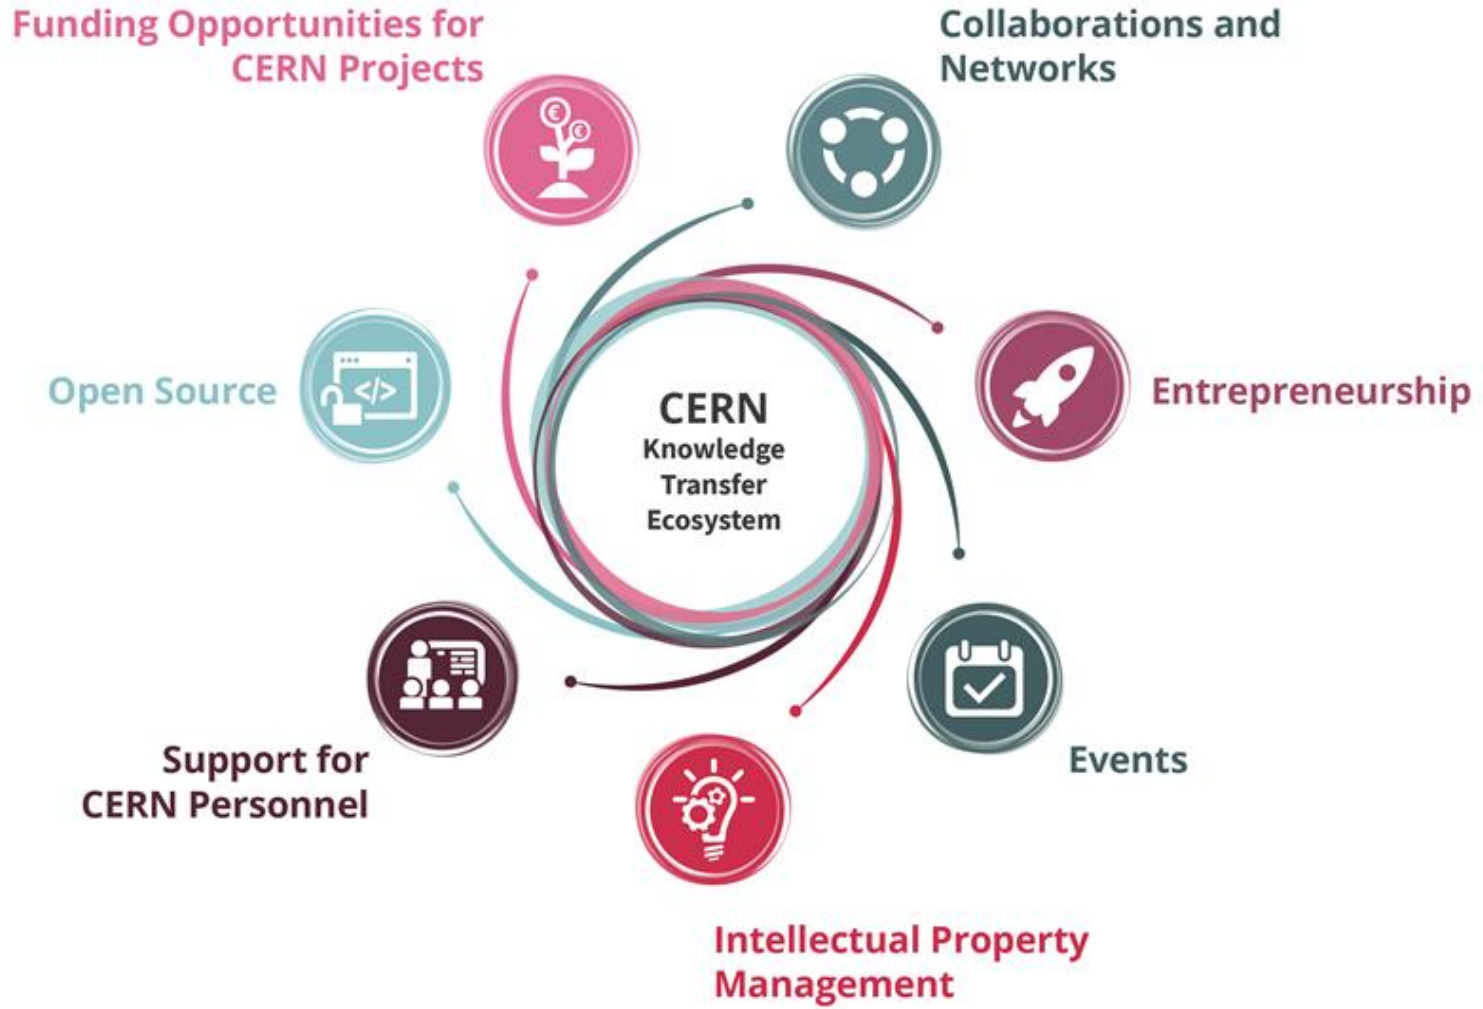 Funding Opportunities for
CERN Projects
Collaborations and
Networks
Open Source
</>
CERN
Knowledge
Transfer
Ecosystem
Entrepreneurship
Support for
CERN Personnel
Events
Intellectual Property
Management